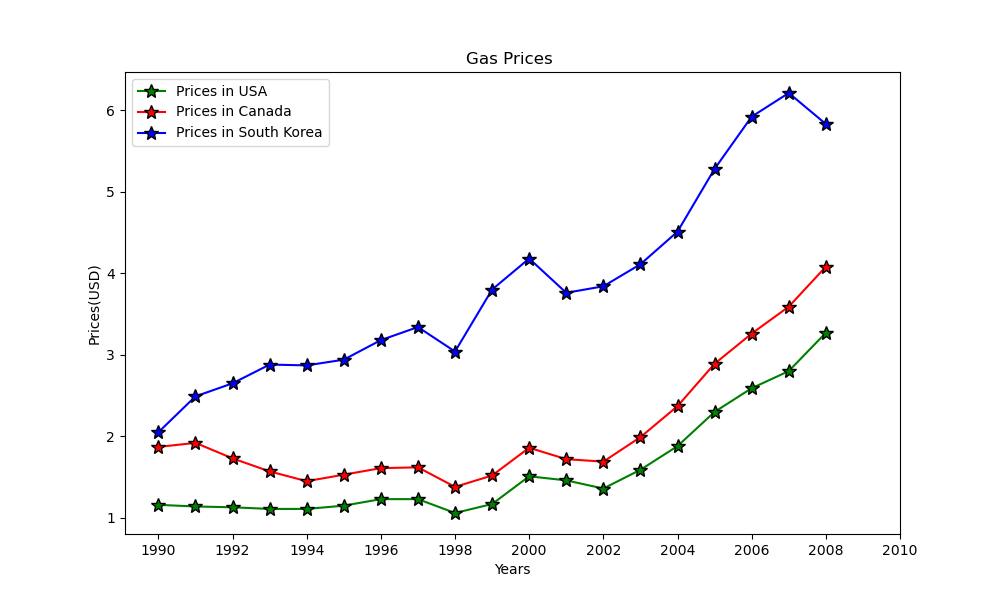 Gas Prices
Prices in USA
Prices in Canada
Prices in South Korea
6
5
4
3
2
1
Prices(USD)
1990 1992 1994 1996 1998 2000 2002 2004 2006 2008 2010
Years